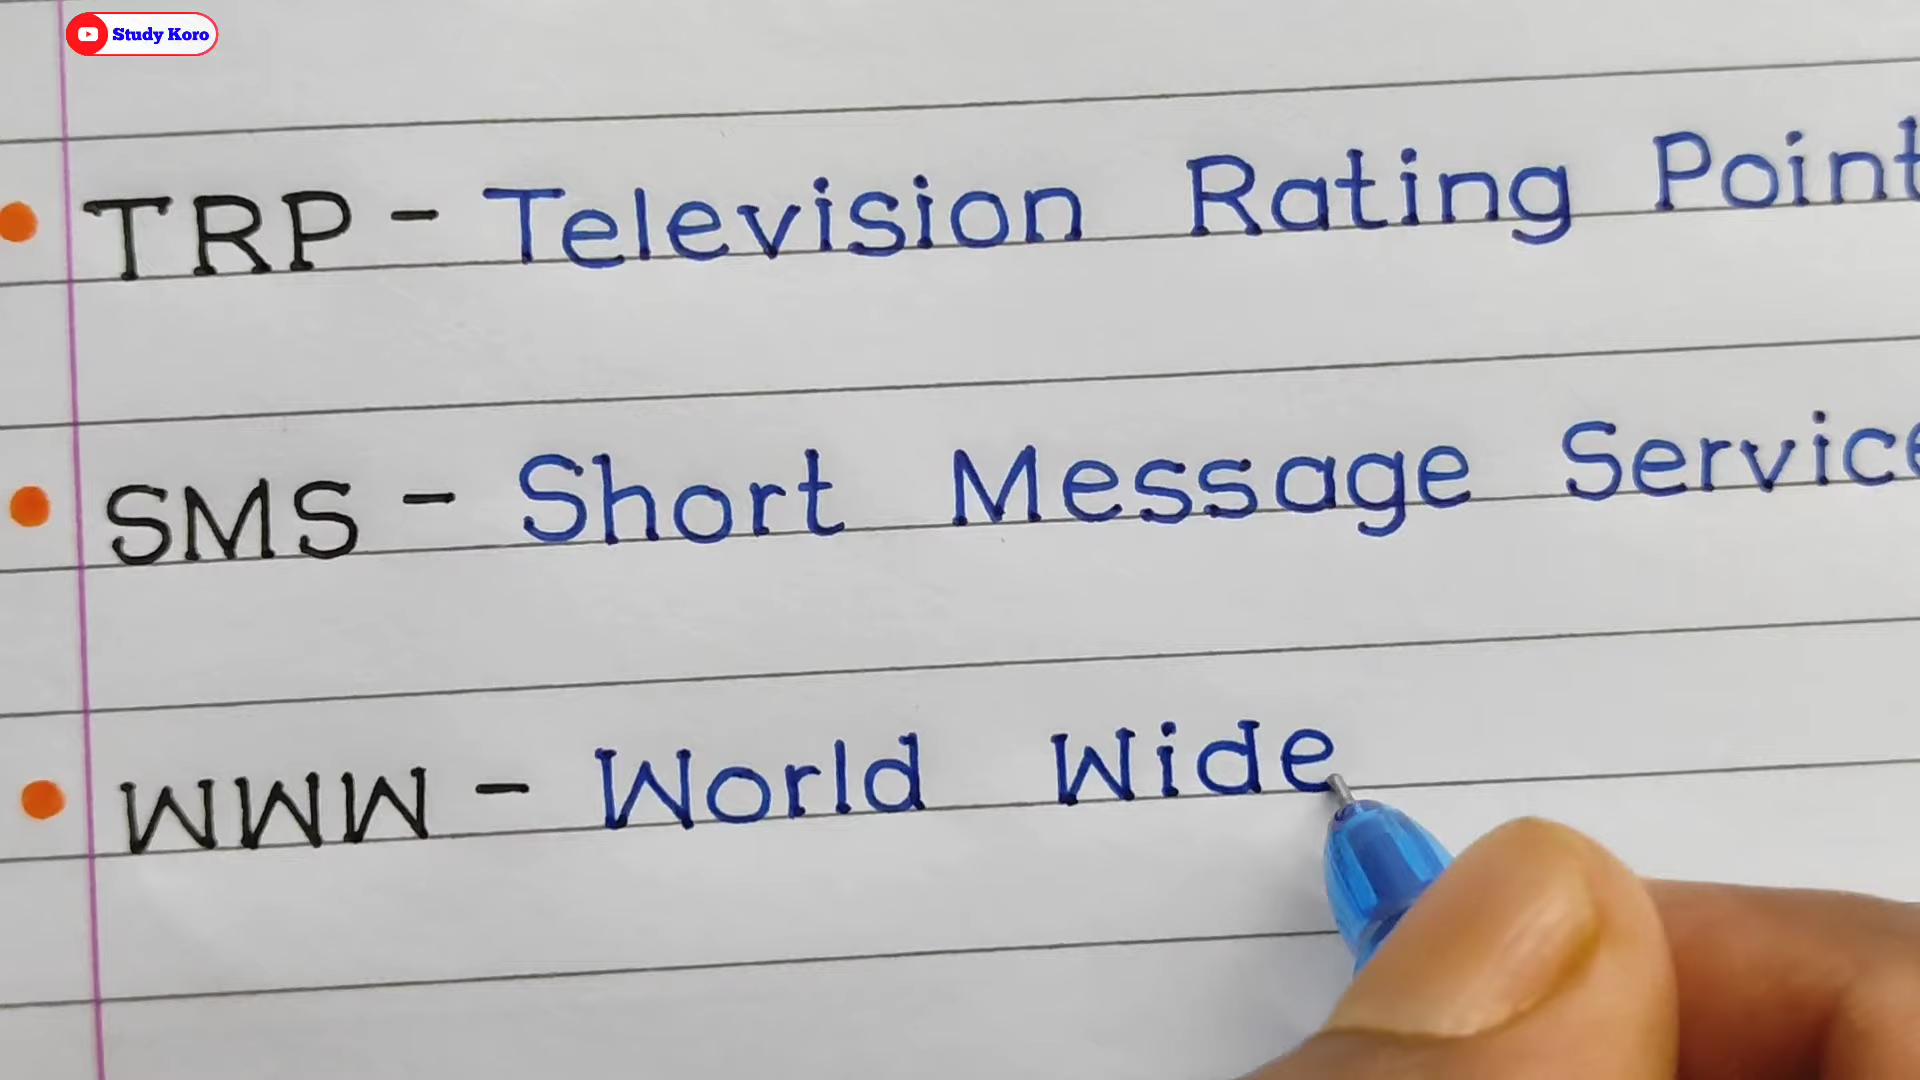 Study Koro
TRP - Television Rating Point
SMS - Short Message Service
WWW - World Wide